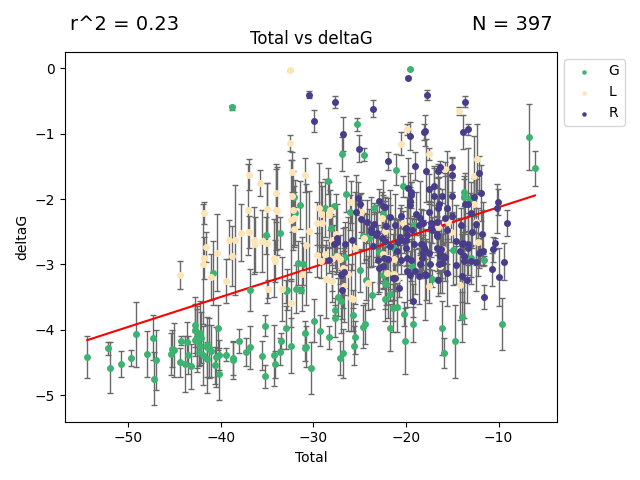 r^2 = 0.23
N = 397
Total vs deltaG
G
L
R
0
−1
−2
−3
−4
−5
deltaG
−50
−40
−30
−20
−10
Total